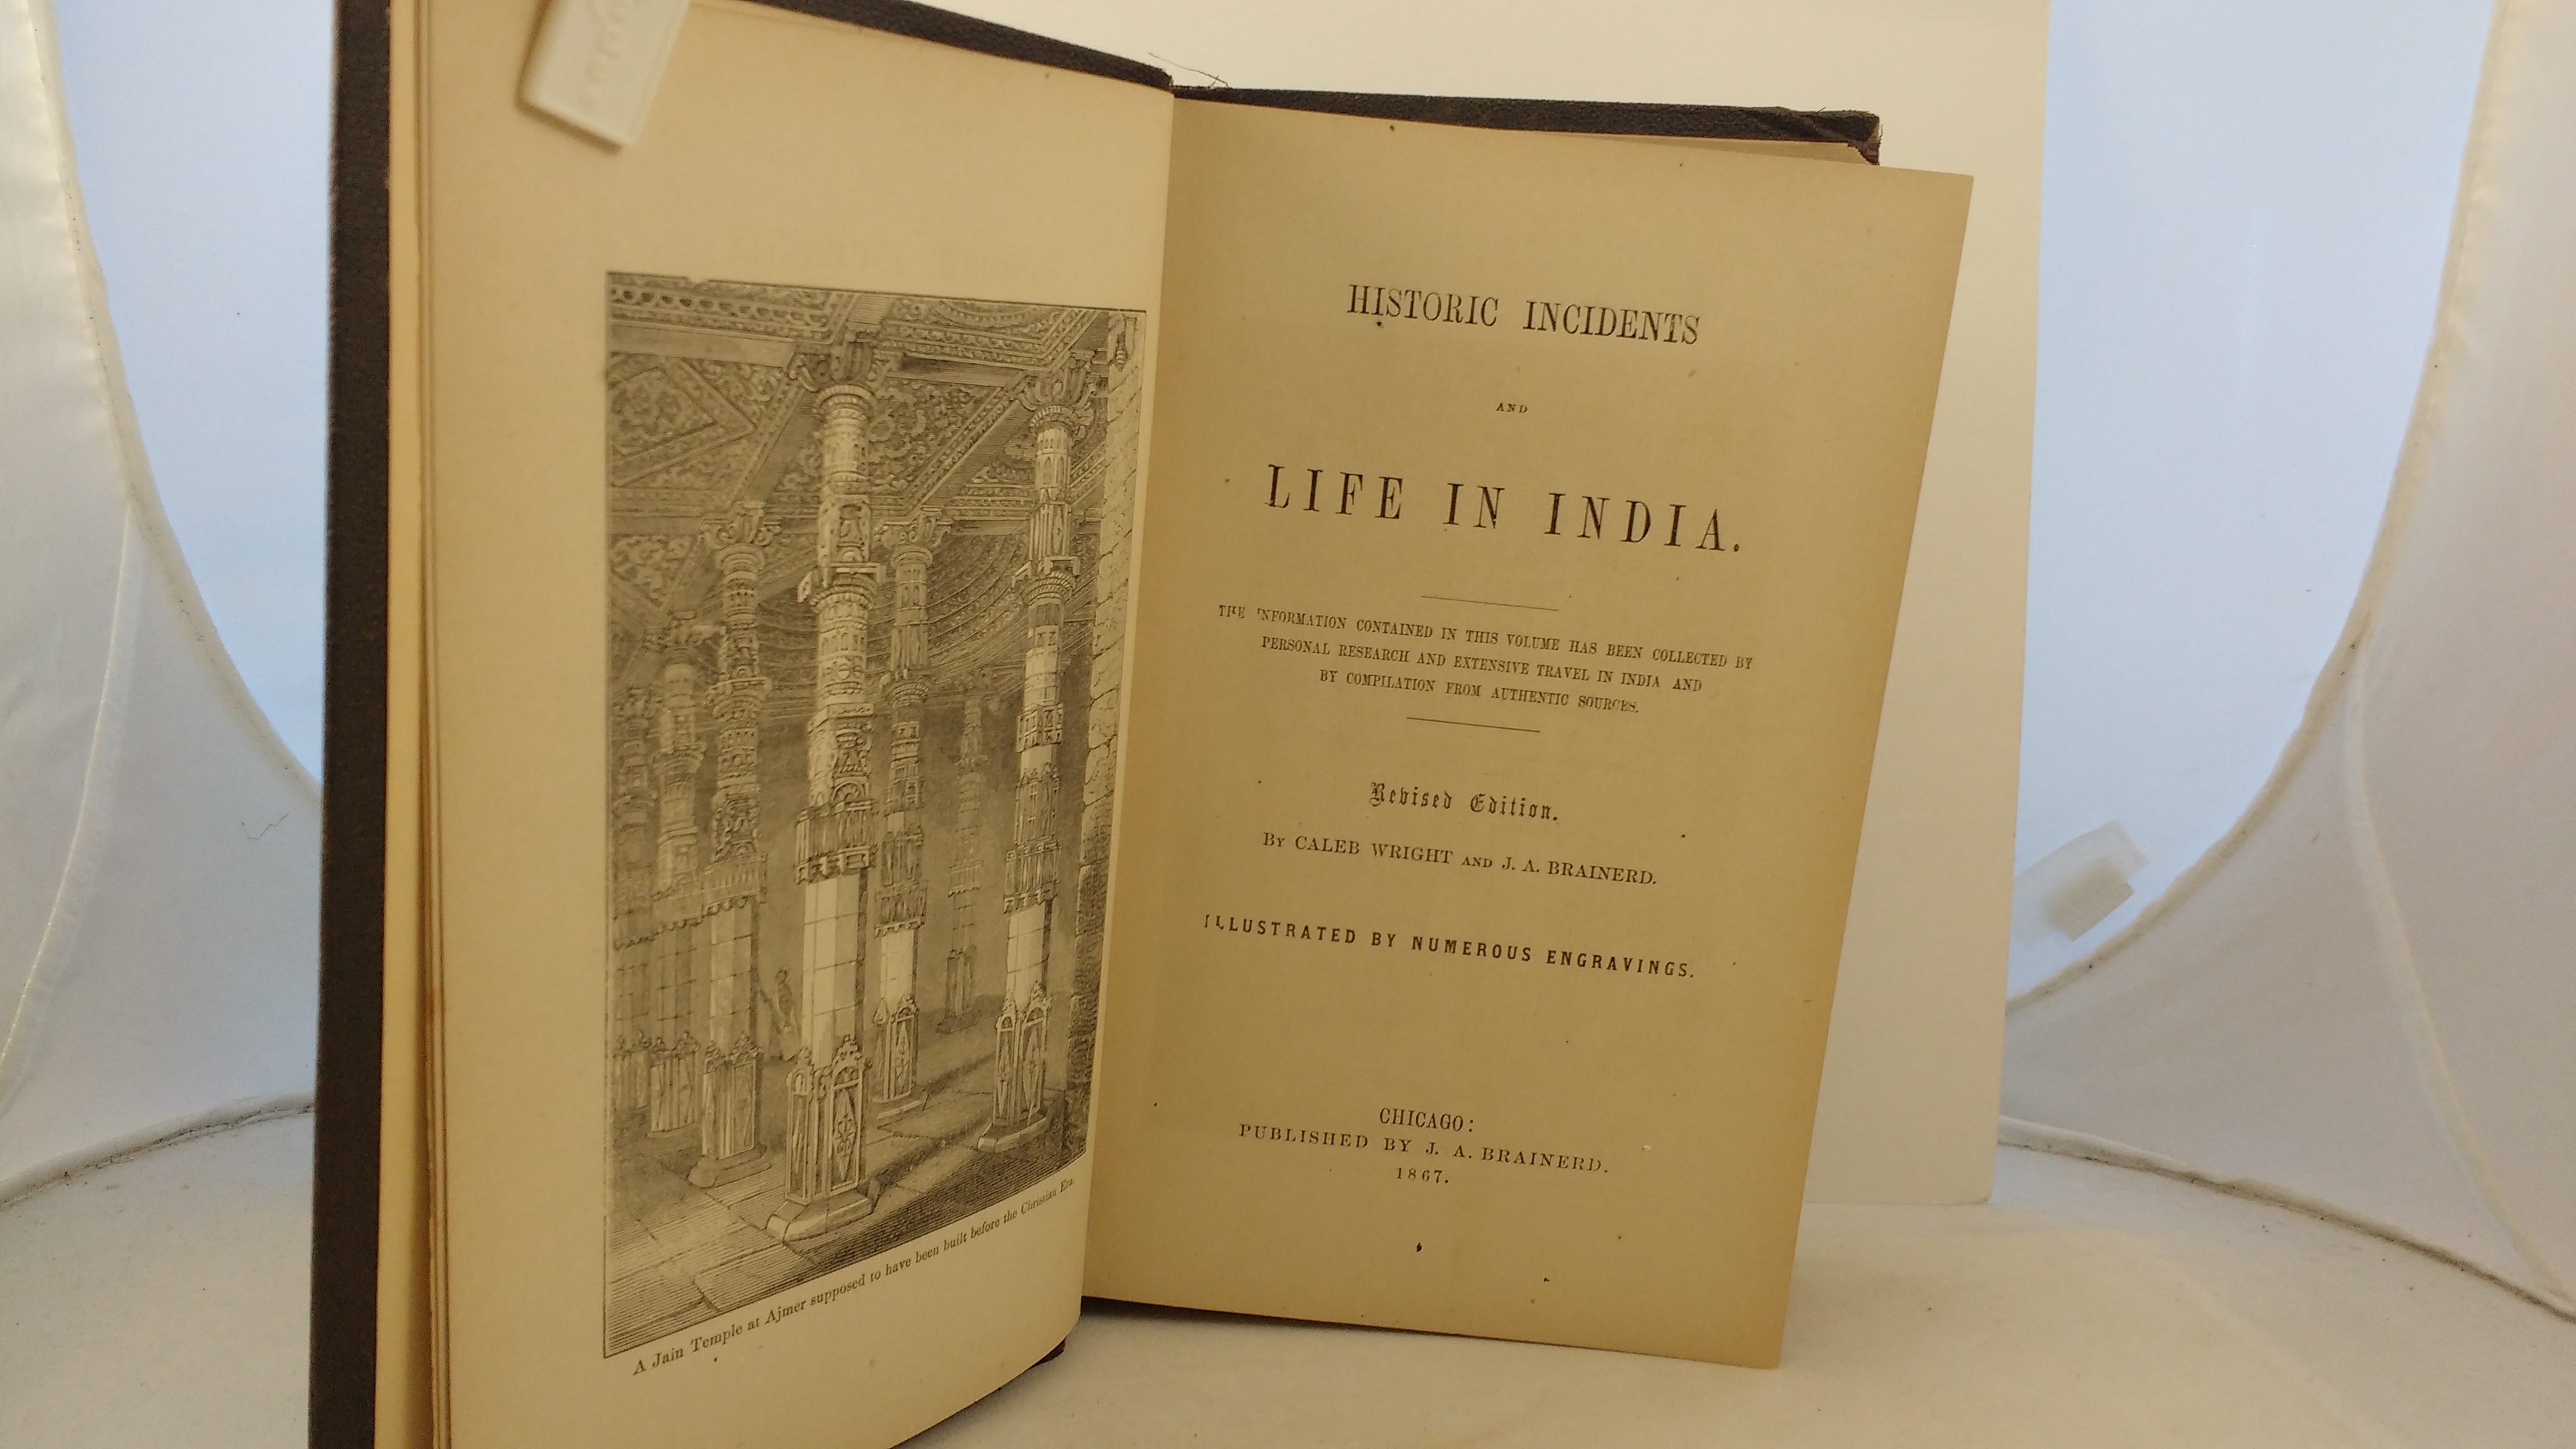 A Jain Temple at Ajmer supposed to have been built before the Christian Era.
HISTORIC INCIDENTS
AND
LIFE IN INDIA.
THE INFORMATION CONTAINED IN THIS VOLUME HAS BEEN COLLECTED BY
PERSONAL RESEARCH AND EXTENSIVE TRAVEL IN INDIA AND
BY COMPILATION FROM AUTHENTIC SOURCES.
Revised Edition.
By CALEB WRIGHT AND J. A. BRAINERD.
ILLUSTRATED BY NUMEROUS ENGRAVINGS.
CHICAGO:
PUBLISHED BY J. A. BRAINERD.
1867.